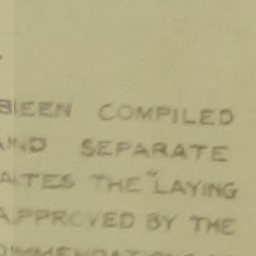 BEEN COMPILED
AND SEPARATE
ATES THE "LAYING
APPROVED BY THE